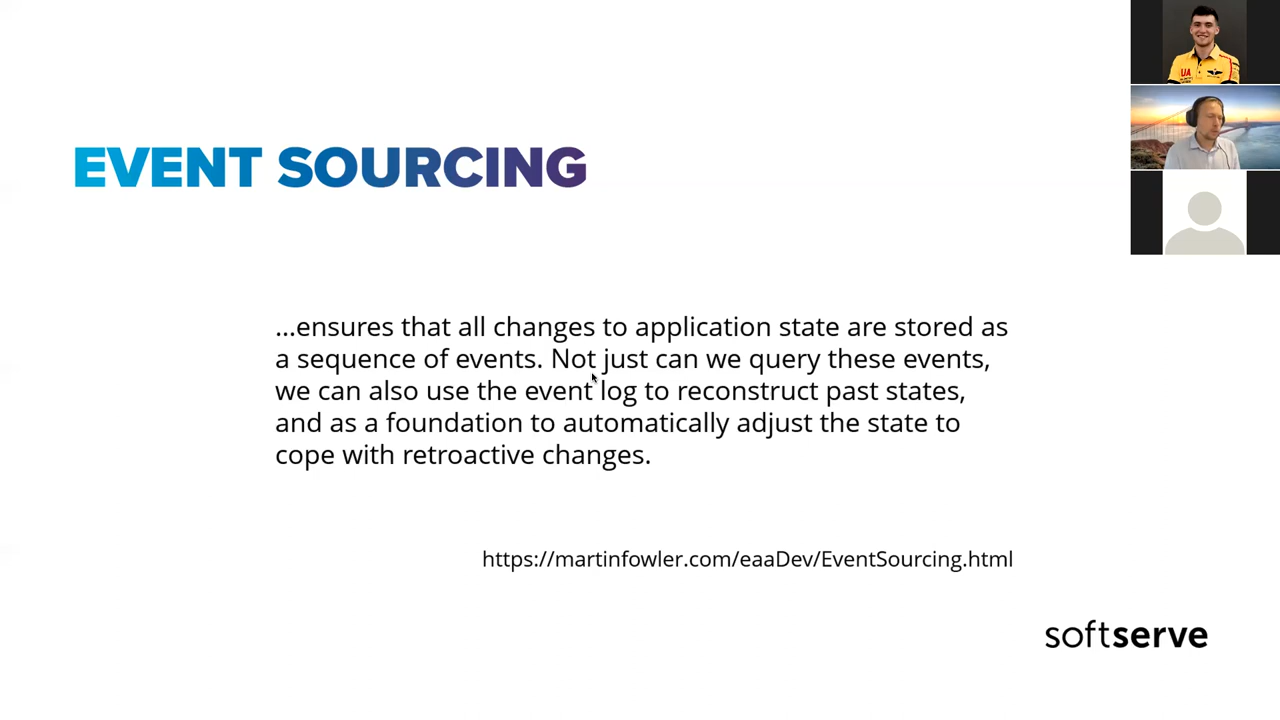 EVENT SOURCING
...ensures that all changes to application state are stored as
a sequence of events. Not just can we query these events,
we can also use the event log to reconstruct past states,
and as a foundation to automatically adjust the state to
cope with retroactive changes.
https://martinfowler.com/eaaDev/EventSourcing.html
softserve
UA